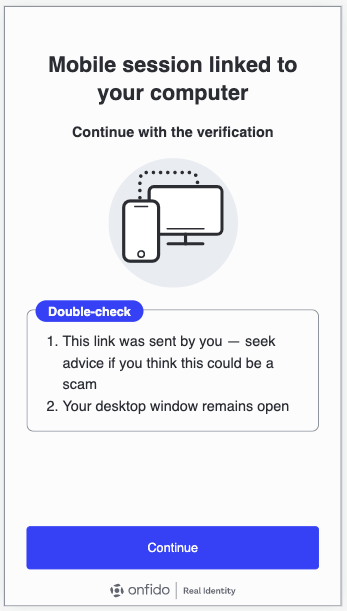 Mobile session linked to
your computer
Continue with the verification
Double-check
1. This link was sent by you — seek
advice if you think this could be a
scam
2. Your desktop window remains open
Continue
onfido Real Identity